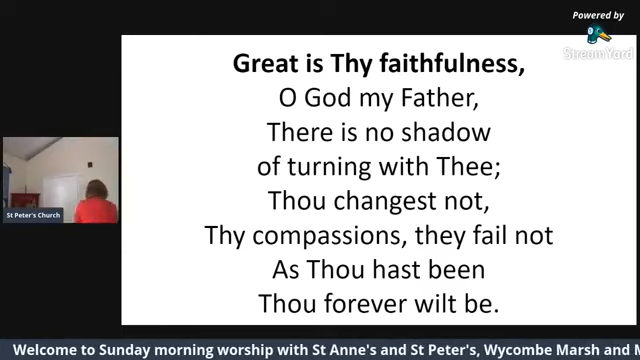 Powered by
StreamYard
Great is Thy faithfulness,
O God my Father,
There is no shadow
of turning with Thee;
Thou changest not,
Thy compassions, they fail not
As Thou hast been
Thou forever wilt be.
St Peter's Church
Welcome to Sunday morning worship with St Anne's and St Peter's, Wycombe Marsh and M